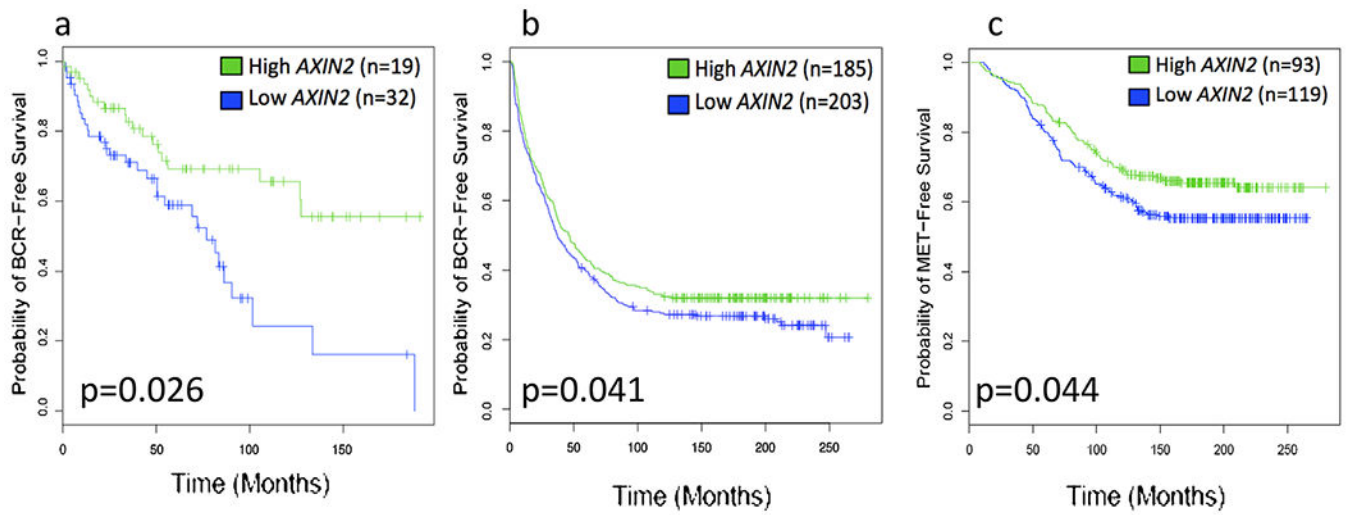 a
Probability of BCR-Free Survival
1.0
0.8
0.6
0.4
0.2
0.0
High AXIN2 (n=19)
Low AXIN2 (n=32)
p=0.026
0 50 100 150
Time (Months)
b
Probability of BCR-Free Survival
1.0
0.8
0.6
0.4
0.2
0.0
High AXIN2 (n=185)
Low AXIN2 (n=203)
p=0.041
0 50 100 150 200 250
Time (Months)
c
Probability of MET-Free Survival
1.0
0.8
0.6
0.4
0.2
0.0
High AXIN2 (n=93)
Low AXIN2 (n=119)
p=0.044
0 50 100 150 200 250
Time (Months)